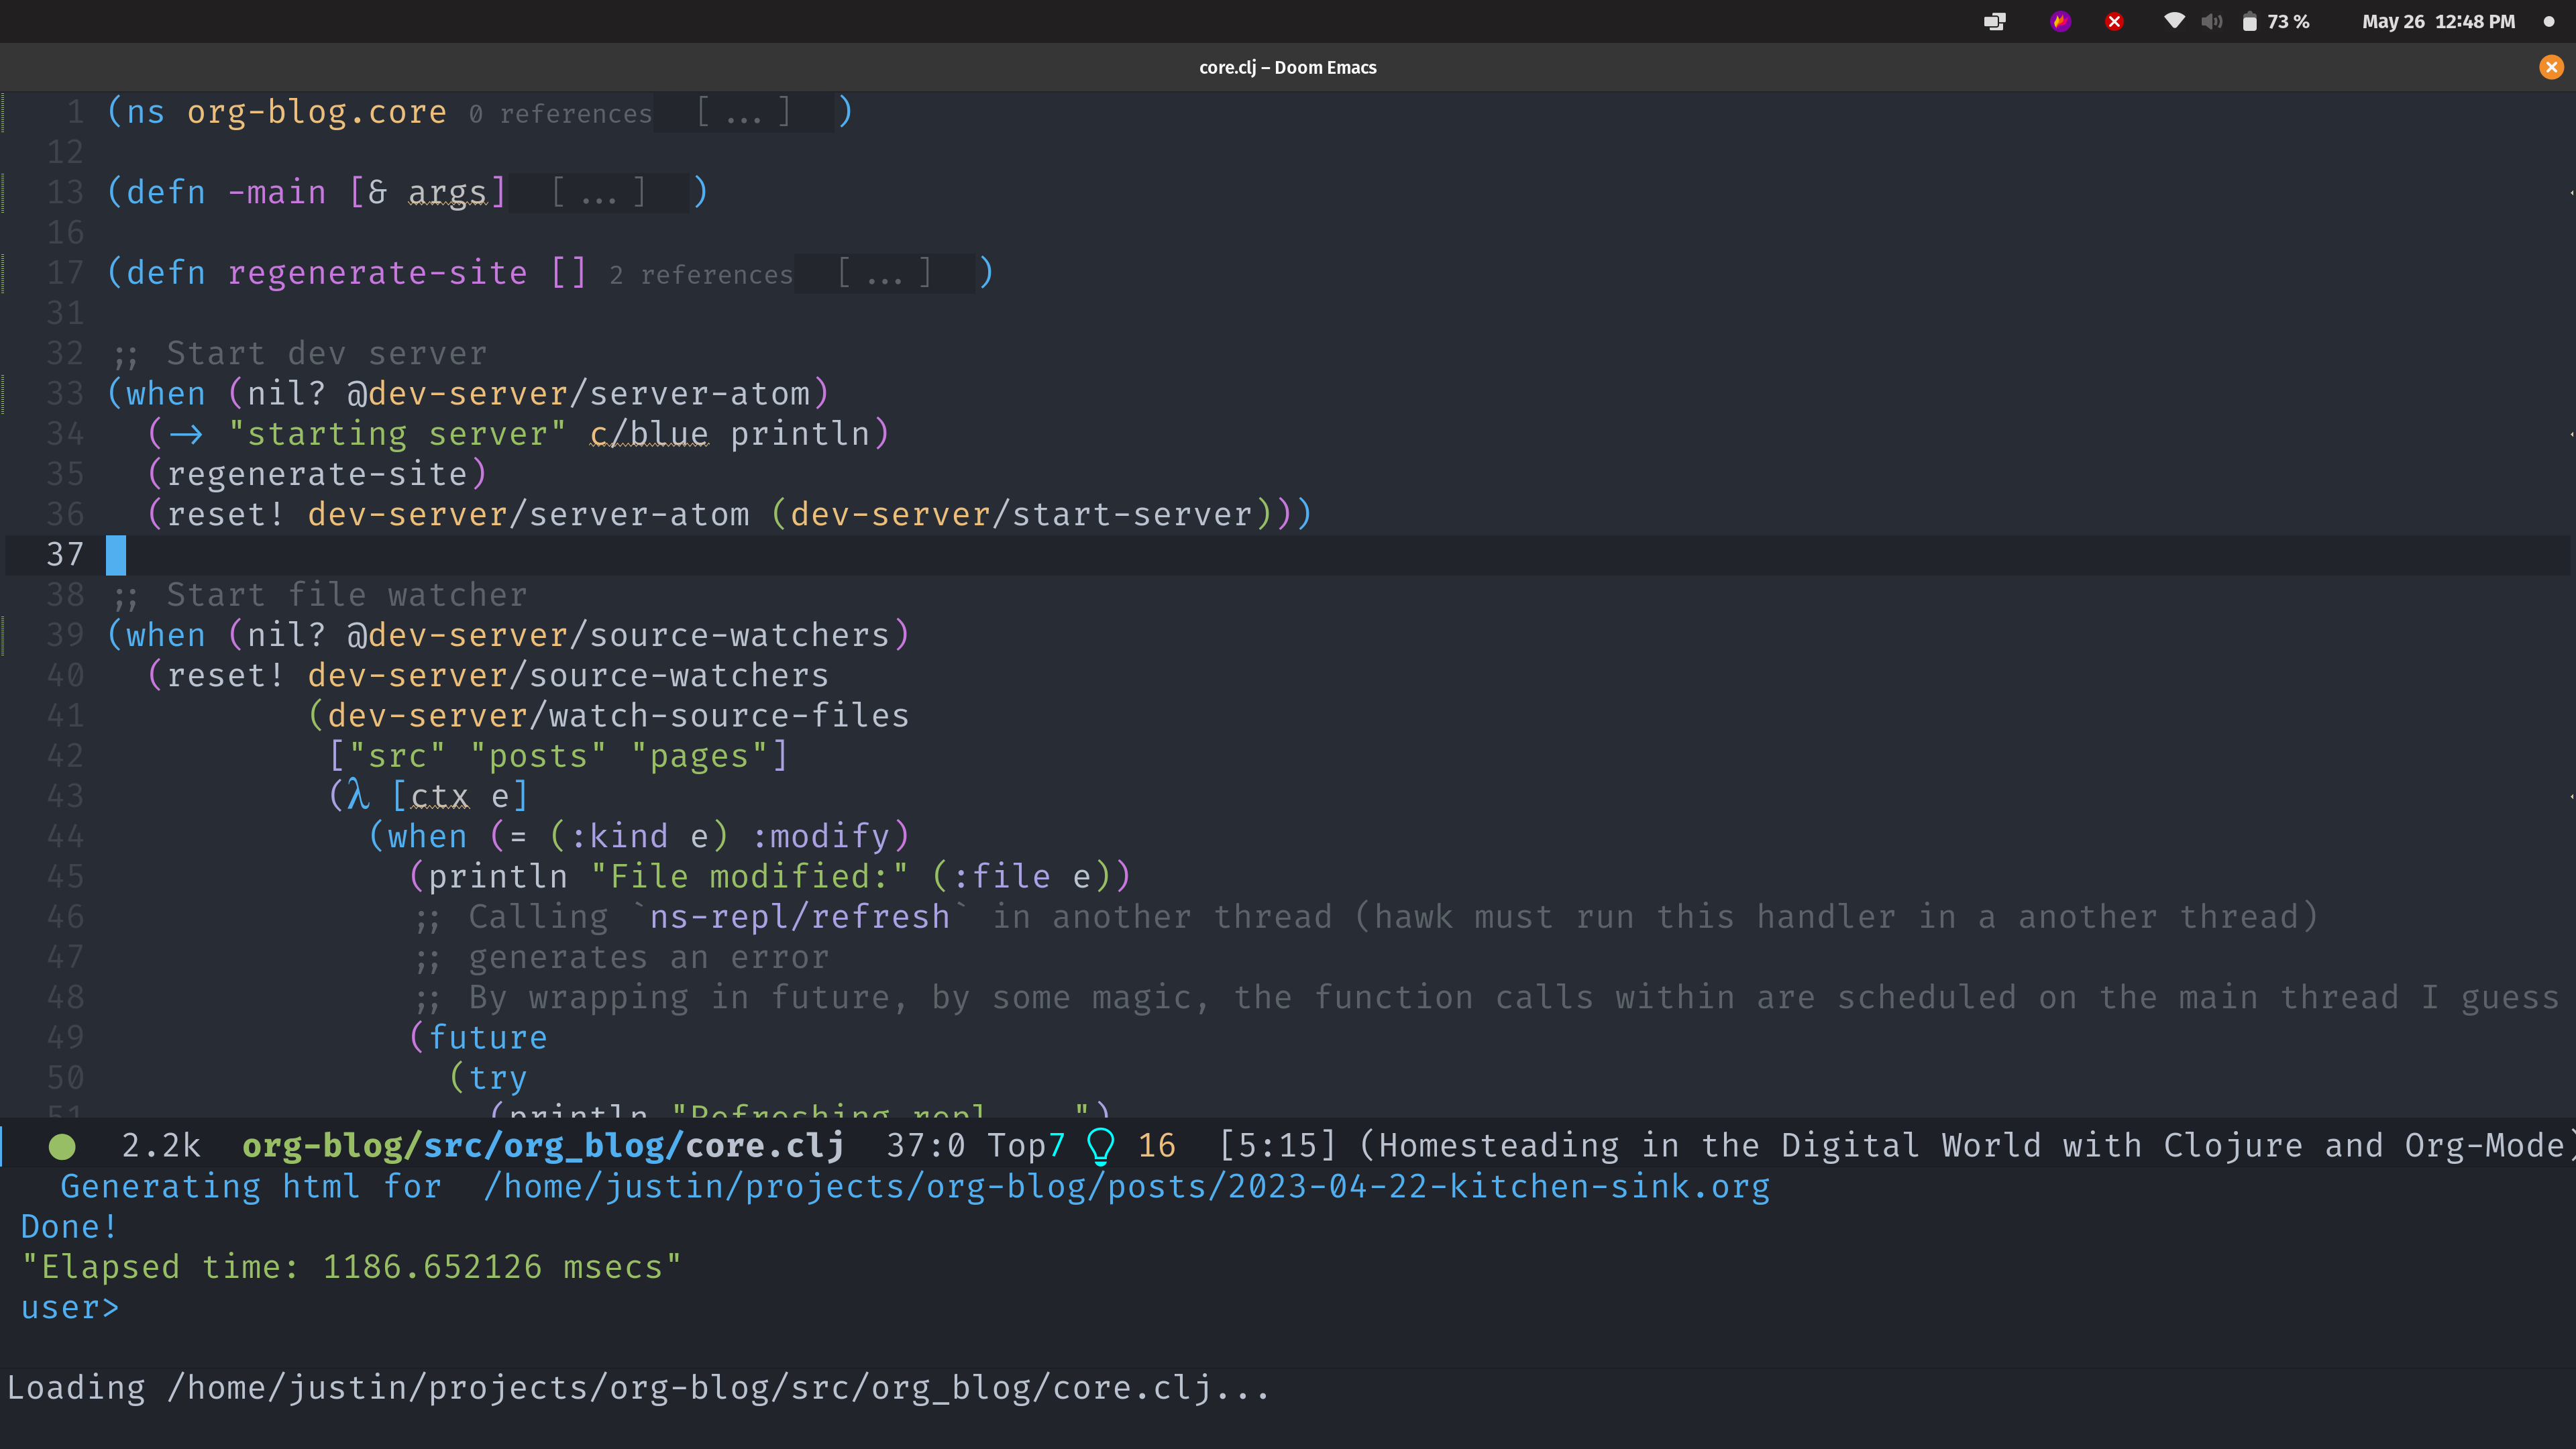 73 % May 26 12:48 PM
core.clj – Doom Emacs
1 (ns org-blog.core 0 references [ ... ] )
12
13 (defn -main [& args] [ ... ] )
16
17 (defn regenerate-site [] 2 references [ ... ] )
31
32 ;; Start dev server
33 (when (nil? @dev-server/server-atom)
34 (→ "starting server" c/blue println)
35 (regenerate-site)
36 (reset! dev-server/server-atom (dev-server/start-server)))
37
38 ;; Start file watcher
39 (when (nil? @dev-server/source-watchers)
40 (reset! dev-server/source-watchers
41 (dev-server/watch-source-files
42 ["src" "posts" "pages"]
43 (λ [ctx e]
44 (when (= (:kind e) :modify)
45 (println "File modified:" (:file e))
46 ;; Calling `ns-repl/refresh` in another thread (hawk must run this handler in a another thread)
47 ;; generates an error
48 ;; By wrapping in future, by some magic, the function calls within are scheduled on the main thread I guess
49 (future
50 (try
51 (println "Refreshing repl...")
2.2k org-blog/src/org_blog/core.clj 37:0 Top 7 16 [5:15] (Homesteading in the Digital World with Clojure and Org-Mode)
Generating html for /home/justin/projects/org-blog/posts/2023-04-22-kitchen-sink.org
Done!
"Elapsed time: 1186.652126 msecs"
user>
Loading /home/justin/projects/org-blog/src/org_blog/core.clj...